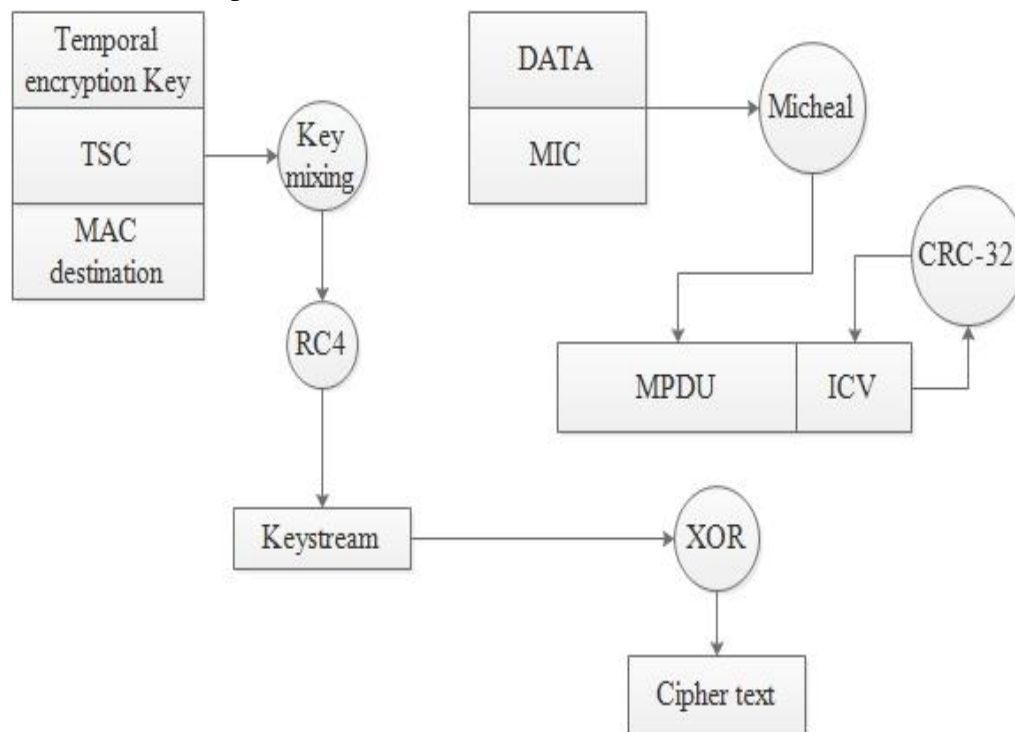 Temporal
encryption Key
TSC
MAC
destination
Key
mixing
RC4
Keystream
DATA
MIC
Micheal
CRC-32
MPDU
ICV
XOR
Cipher text